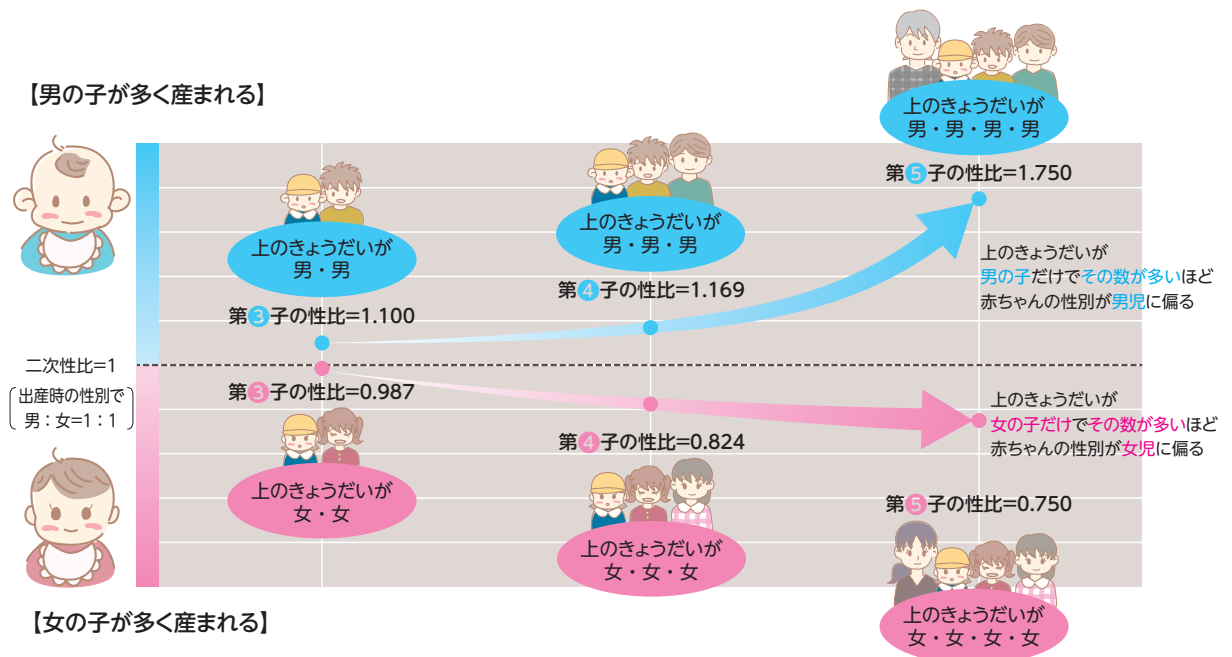 【男の子が多く産まれる】
上のきょうだいが
男・男・男・男
第5子の性比=1.750
上のきょうだいが
男・男・男
第4子の性比=1.169
上のきょうだいが
男・男
第3子の性比=1.100
上のきょうだいが
男の子だけでその数が多いほど
赤ちゃんの性別が男児に偏る
二次性比=1
出産時の性別で
男：女=1：1
第3子の性比=0.987
上のきょうだいが
女・女
第4子の性比=0.824
上のきょうだいが
女・女・女
上のきょうだいが
女の子だけでその数が多いほど
赤ちゃんの性別が女児に偏る
第5子の性比=0.750
上のきょうだいが
女・女・女・女
【女の子が多く産まれる】